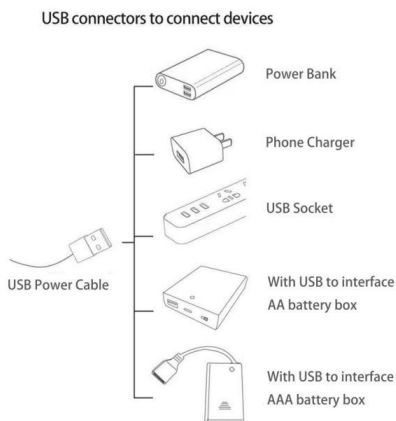 USB connectors to connect devices
Power Bank
Phone Charger
USB Socket
USB Power Cable
With USB to interface
AA battery box
With USB to interface
AAA battery box